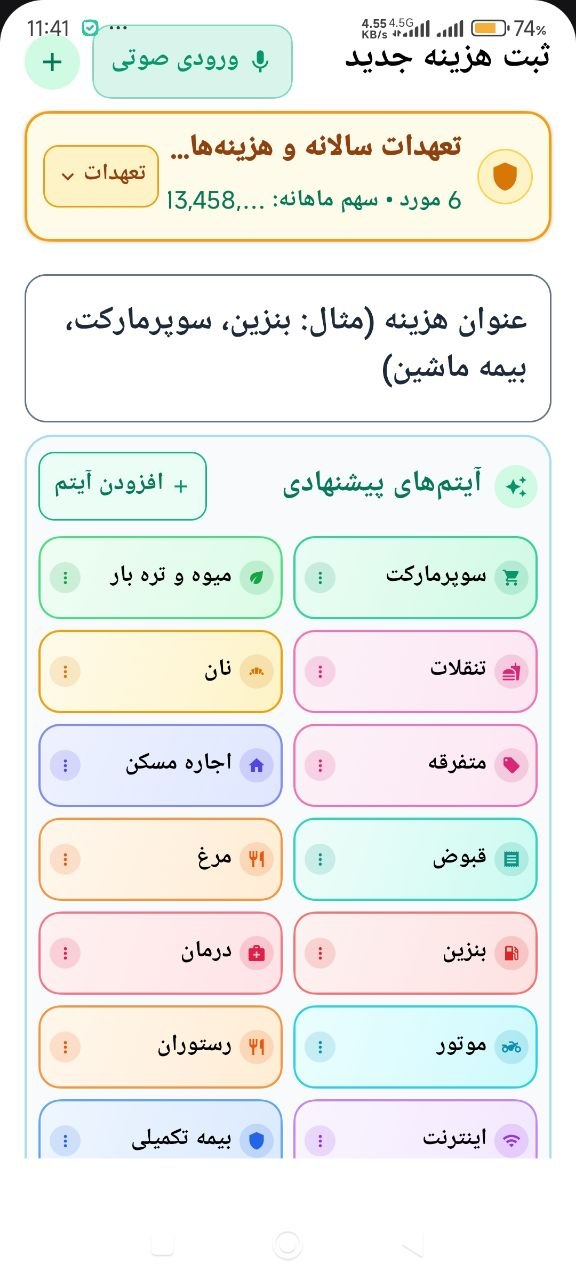 11:41 ... 4.55 KB/s 4.5G 74%
ثبت هزینه جدید
ورودی صوتی
+
تعهدات سالانه و هزینه‌ها...
6 مورد • سهم ماهانه: 13,458,...
تعهدات
عنوان هزینه (مثال: بنزین، سوپرمارکت،
بیمه ماشین)
آیتم‌های پیشنهادی
+ افزودن آیتم
سوپرمارکت
میوه و تره بار
تنقلات
نان
متفرقه
اجاره مسکن
قبوض
مرغ
بنزین
درمان
موتور
رستوران
اینترنت
بیمه تکمیلی